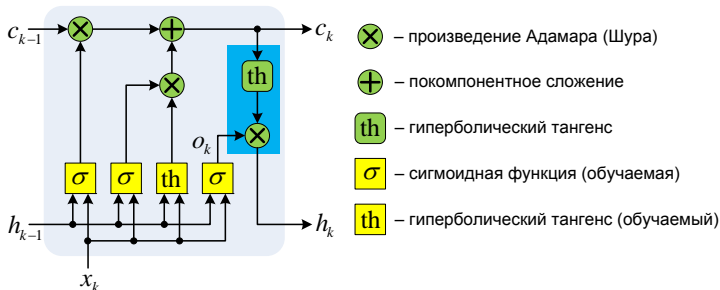 c_{k-1}
c_k
th
o_k
σ
σ
th
σ
h_{k-1}
h_k
x_k
– произведение Адамара (Шура)
– покомпонентное сложение
th – гиперболический тангенс
σ – сигмоидная функция (обучаемая)
th – гиперболический тангенс (обучаемый)